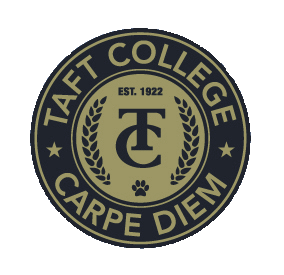 TAFT COLLEGE
EST. 1922
TC
CARPE DIEM